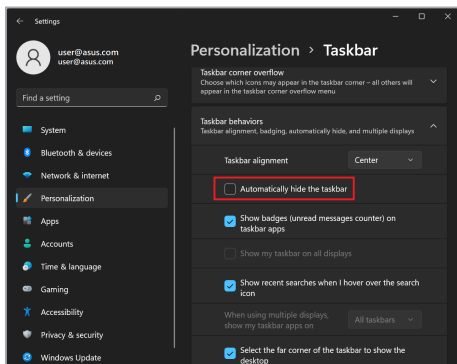 Settings
user@asus.com
user@asus.com
Find a setting
System
Bluetooth & devices
Network & internet
Personalization
Apps
Accounts
Time & language
Gaming
Accessibility
Privacy & security
Windows Update
Personalization > Taskbar
Taskbar corner overflow
Choose which icons may appear in the taskbar corner – all others will
appear in the taskbar corner overflow menu
Taskbar behaviors
Taskbar alignment, badging, automatically hide, and multiple displays
Taskbar alignment
Center
Automatically hide the taskbar
Show badges (unread messages counter) on
taskbar apps
Show my taskbar on all displays
Show recent searches when I hover over the search
icon
When using multiple displays,
show my taskbar apps on
All taskbars
Select the far corner of the taskbar to show the
desktop